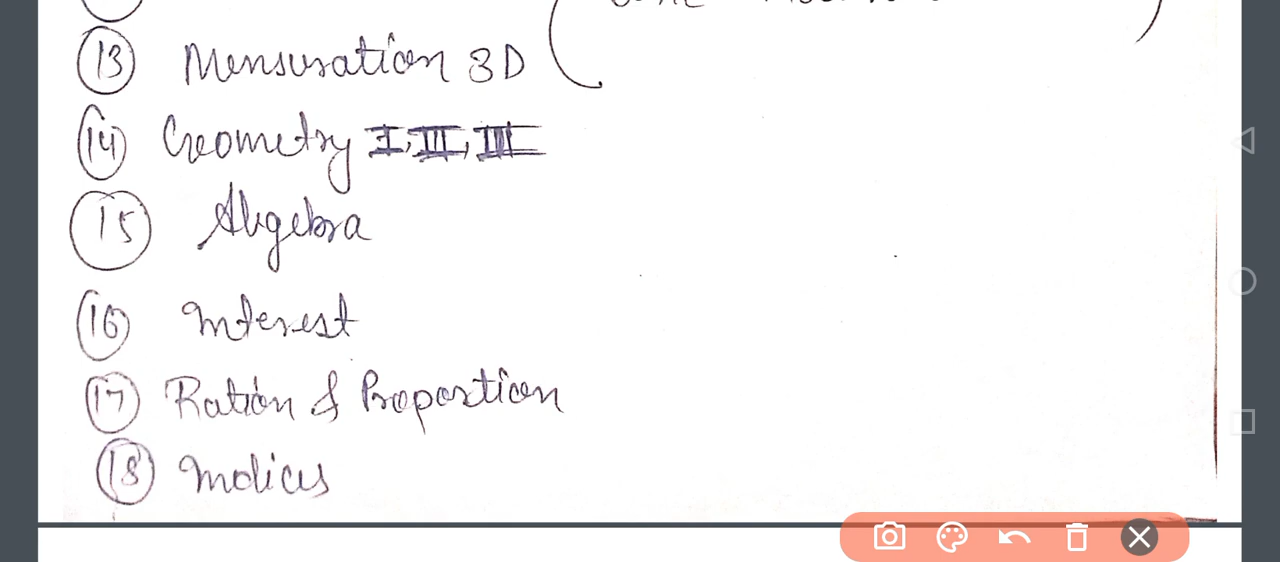 13 Mensuration 3D
14 Geometry I, II, III
15 Algebra
16 Interest
17 Ration & Proportion
18 Indices